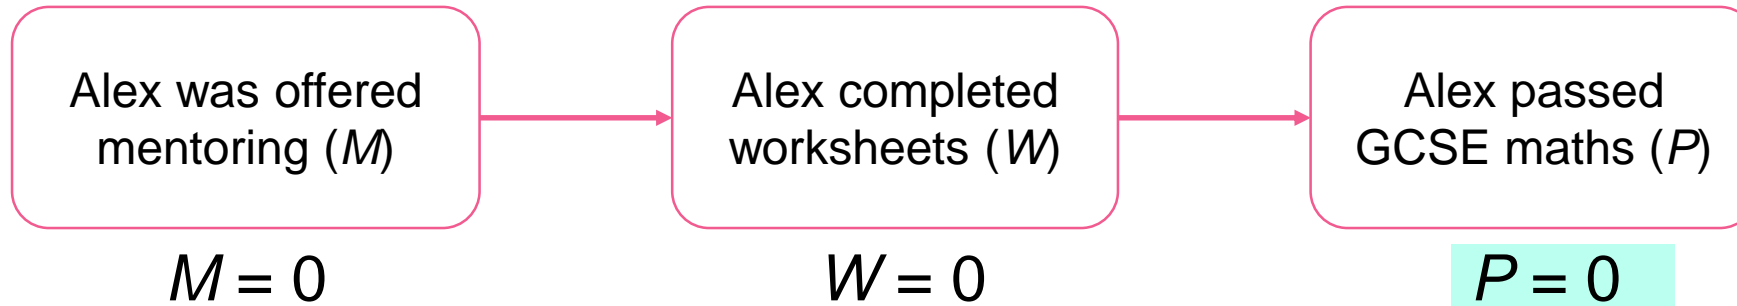 Alex was offered
mentoring (M)
Alex completed
worksheets (W)
Alex passed
GCSE maths (P)
M = 0
W = 0
P = 0